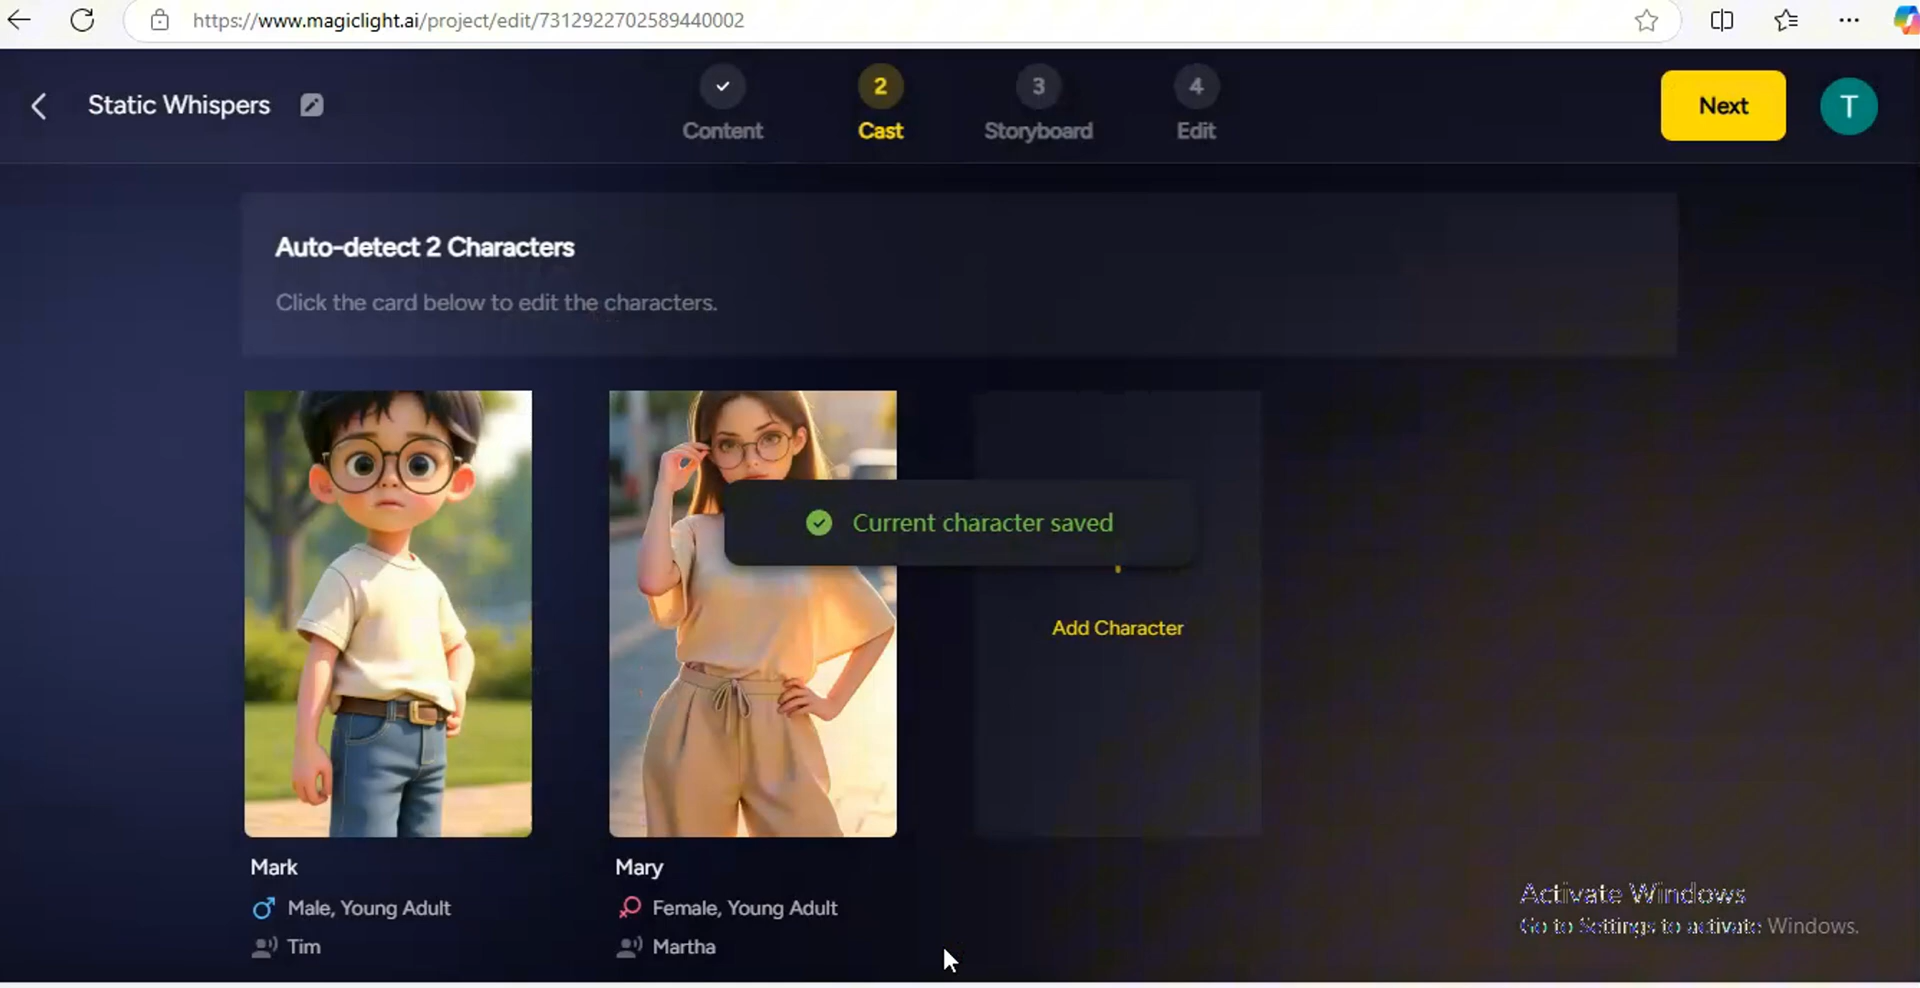 https://www.magiclight.ai/project/edit/7312922702589440002
Static Whispers
2
3
4
Content
Cast
Storyboard
Edit
Next
T
Auto-detect 2 Characters
Click the card below to edit the characters.
Current character saved
Add Character
Mark
Male, Young Adult
Tim
Mary
Female, Young Adult
Martha
Activate Windows
Go to Settings to activate Windows.